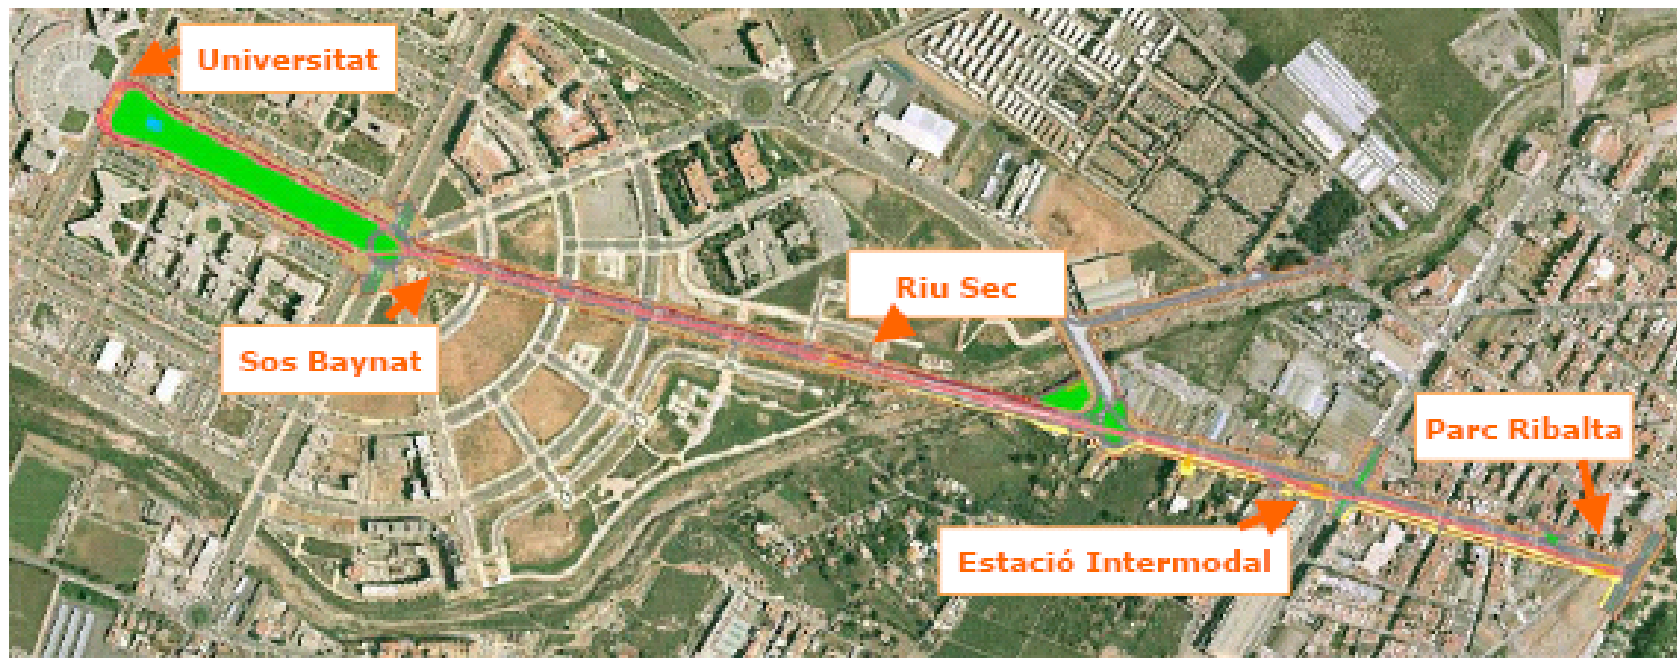 Universitat
Sos Baynat
Riu Sec
Parc Ribalta
Estació Intermodal